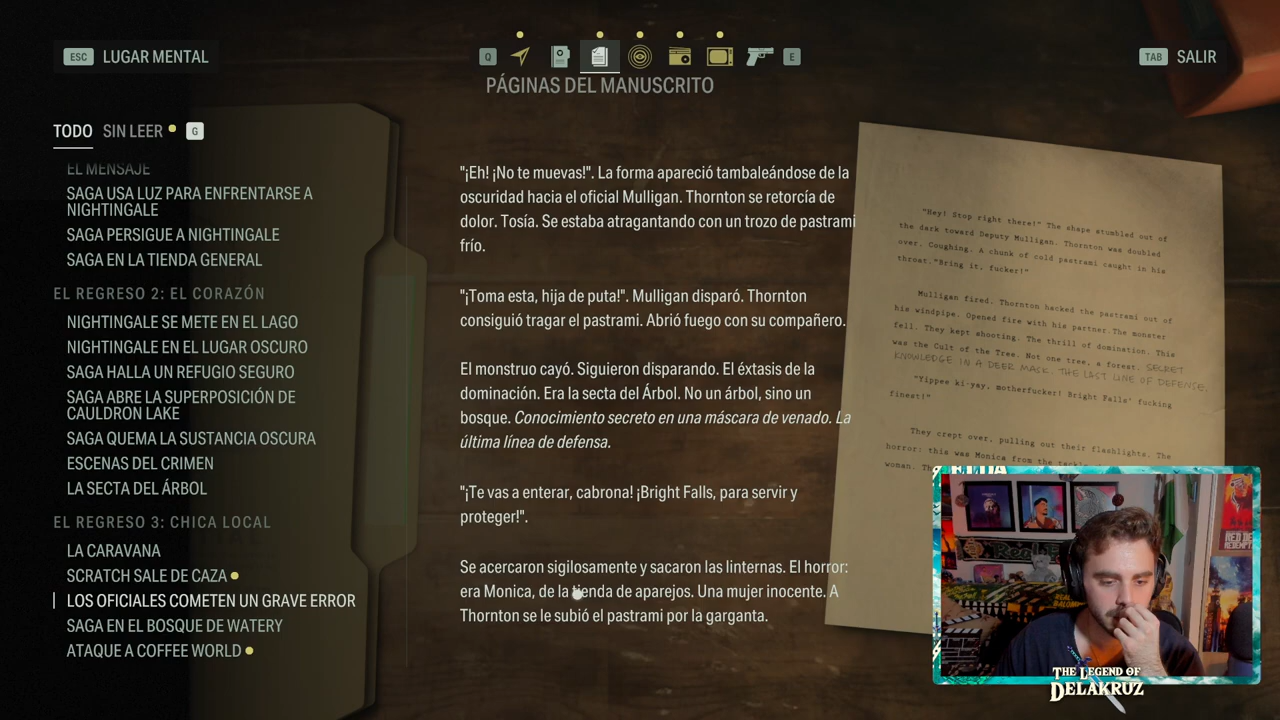 ESC LUGAR MENTAL
Q E
PÁGINAS DEL MANUSCRITO
TAB SALIR
TODO SIN LEER G
EL MENSAJE
SAGA USA LUZ PARA ENFRENTARSE A
NIGHTINGALE
SAGA PERSIGUE A NIGHTINGALE
SAGA EN LA TIENDA GENERAL
EL REGRESO 2: EL CORAZÓN
NIGHTINGALE SE METE EN EL LAGO
NIGHTINGALE EN EL LUGAR OSCURO
SAGA HALLA UN REFUGIO SEGURO
SAGA ABRE LA SUPERPOSICIÓN DE
CAULDRON LAKE
SAGA QUEMA LA SUSTANCIA OSCURA
ESCENAS DEL CRIMEN
LA SECTA DEL ÁRBOL
EL REGRESO 3: CHICA LOCAL
LA CARAVANA
SCRATCH SALE DE CAZA
LOS OFICIALES COMETEN UN GRAVE ERROR
SAGA EN EL BOSQUE DE WATERY
ATAQUE A COFFEE WORLD
"¡Eh! ¡No te muevas!". La forma apareció tambaleándose de la
oscuridad hacia el oficial Mulligan. Thornton se retorcía de
dolor. Tosía. Se estaba atragantando con un trozo de pastrami
frío.
"¡Toma esta, hija de puta!". Mulligan disparó. Thornton
consiguió tragar el pastrami. Abrió fuego con su compañero.
El monstruo cayó. Siguieron disparando. El éxtasis de la
dominación. Era la secta del Árbol. No un árbol, sino un
bosque. Conocimiento secreto en una máscara de venado. La
última línea de defensa.
"¡Te vas a enterar, cabrona! ¡Bright Falls, para servir y
proteger!".
Se acercaron sigilosamente y sacaron las linternas. El horror:
era Monica, de la tienda de aparejos. Una mujer inocente. A
Thornton se le subió el pastrami por la garganta.
"Hey! Stop right there!" The shape stumbled out of
the dark toward Deputy Mulligan. Thornton was doubled
over. Coughing. A chunk of cold pastrami caught in his
throat."Bring it, fucker!"
Mulligan fired. Thornton hacked the pastrami out of
his windpipe. Opened fire with his partner.The monster
fell. They kept shooting. The thrill of domination. This
was the Cult of the Tree. Not one tree, a forest. SECRET
KNOWLEDGE IN A DEER MASK. THE LAST LINE OF DEFENSE.
"Yippee ki-yay, motherfucker! Bright Falls' fucking
finest!"
They crept over, pulling out their flashlights. The
horror: this was Monica from the tackle
woman.
THE LEGEND OF
DELAKRUZ